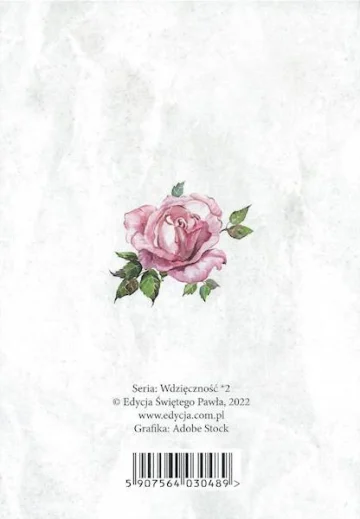 Seria: Wdzięczność *2
© Edycja Świętego Pawła, 2022
www.edycja.com.pl
Grafika: Adobe Stock
5 907564 030489 >